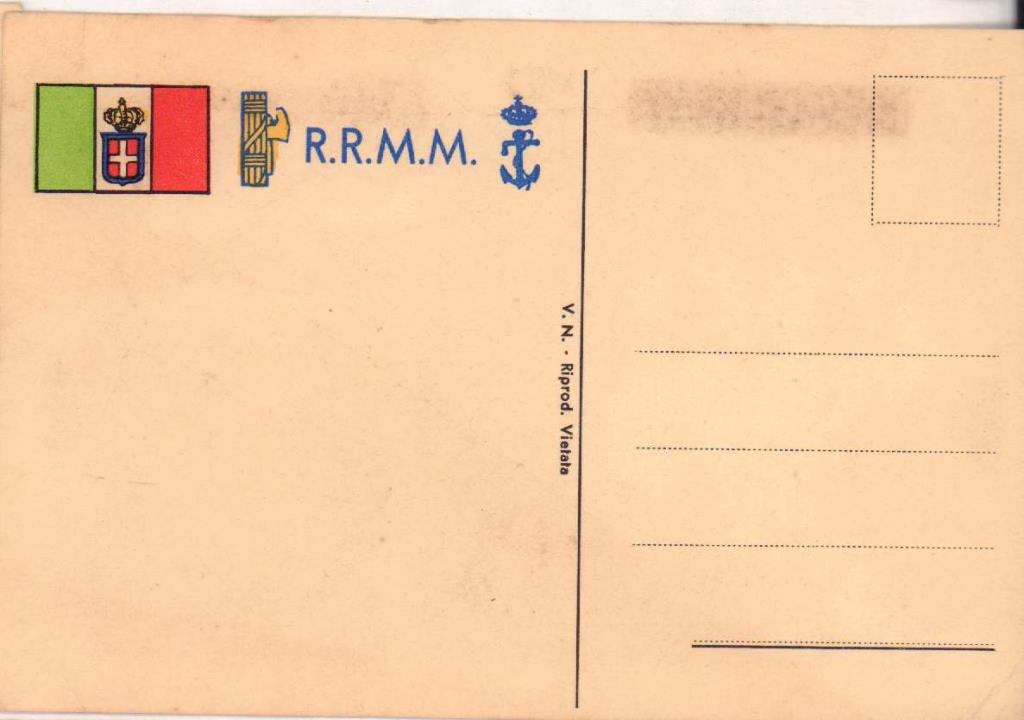 R.R.M.M.
V. N. - Riprod. Vietata